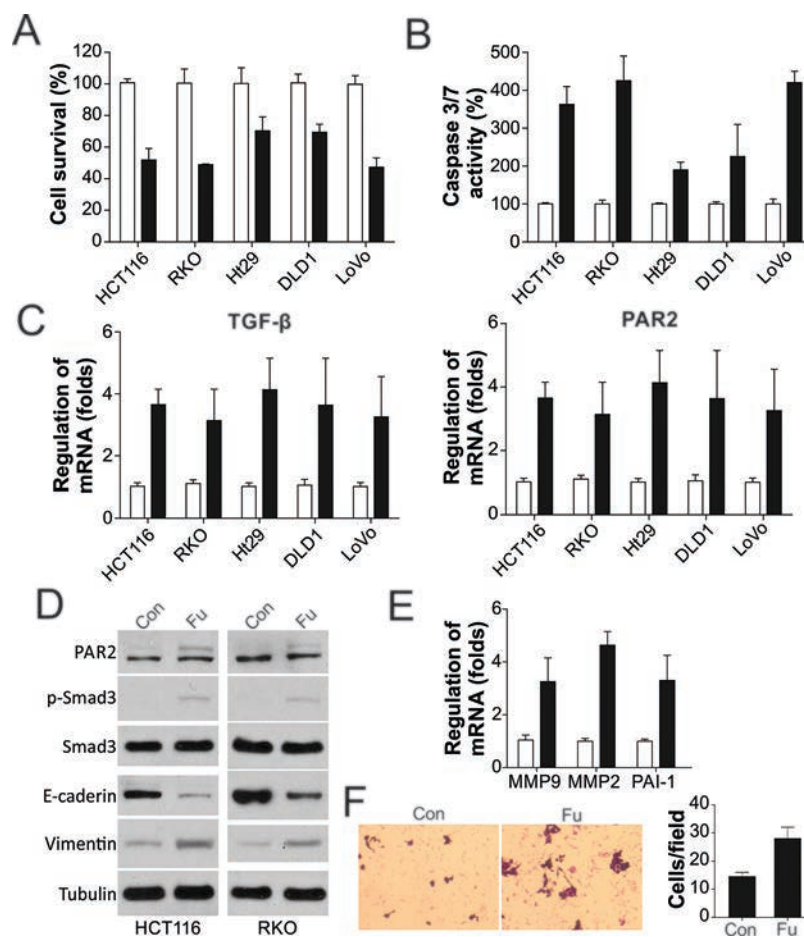 A
Cell survival (%)
120
100
80
60
40
20
0
HCT116
RKO
Ht29
DLD1
LoVo
B
Caspase 3/7
activity (%)
500
400
300
200
100
0
HCT116
RKO
Ht29
DLD1
LoVo
C
TGF-β
Regulation of
mRNA (folds)
6
4
2
0
HCT116
RKO
Ht29
DLD1
LoVo
PAR2
Regulation of
mRNA (folds)
6
4
2
0
HCT116
RKO
Ht29
DLD1
LoVo
D
Con
Fu
Con
Fu
PAR2
p-Smad3
Smad3
E-caderin
Vimentin
Tubulin
HCT116
RKO
E
Regulation of
mRNA (folds)
6
4
2
0
MMP9
MMP2
PAI-1
F
Con
Fu
Cells/field
40
30
20
10
0
Con
Fu